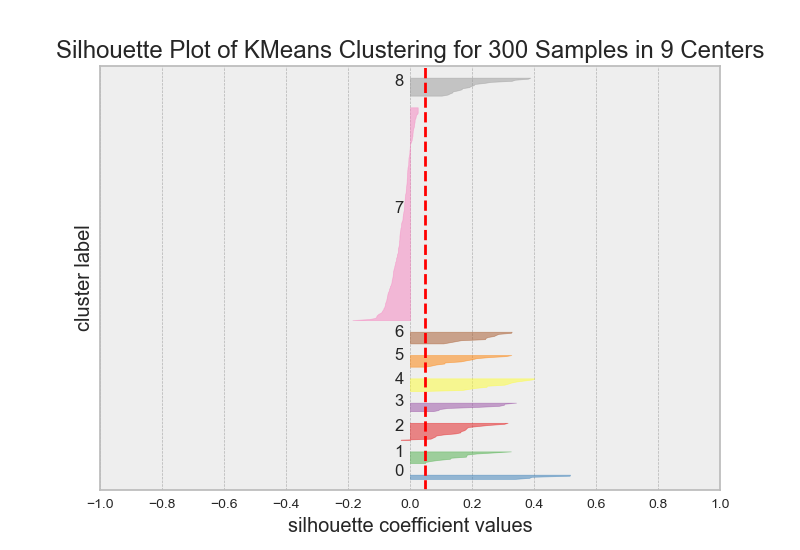 Silhouette Plot of KMeans Clustering for 300 Samples in 9 Centers
8
7
6
5
4
3
2
1
0
cluster label
−1.0 −0.8 −0.6 −0.4 −0.2 0.0 0.2 0.4 0.6 0.8 1.0
silhouette coefficient values